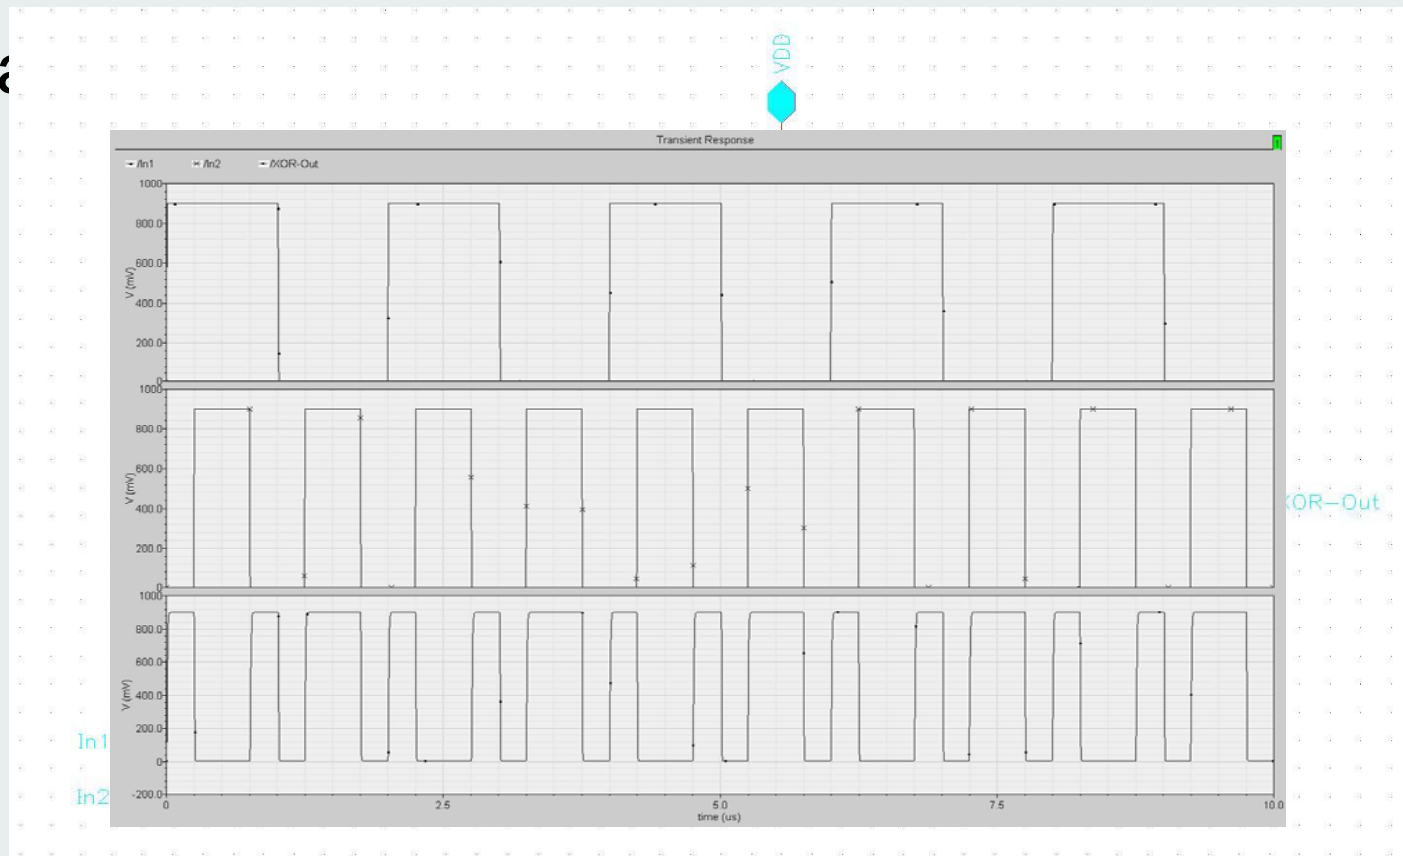 a
VDD
Transient Response
/In1 /In2 /XOR-Out
1000
800.0
600.0
400.0
200.0
0
V (mV)
1000
800.0
600.0
400.0
200.0
0
V (mV)
XOR-Out
1000
800.0
600.0
400.0
200.0
0
-200.0
V (mV)
In1
In2
0 2.5 5.0 7.5 10.0
time (us)